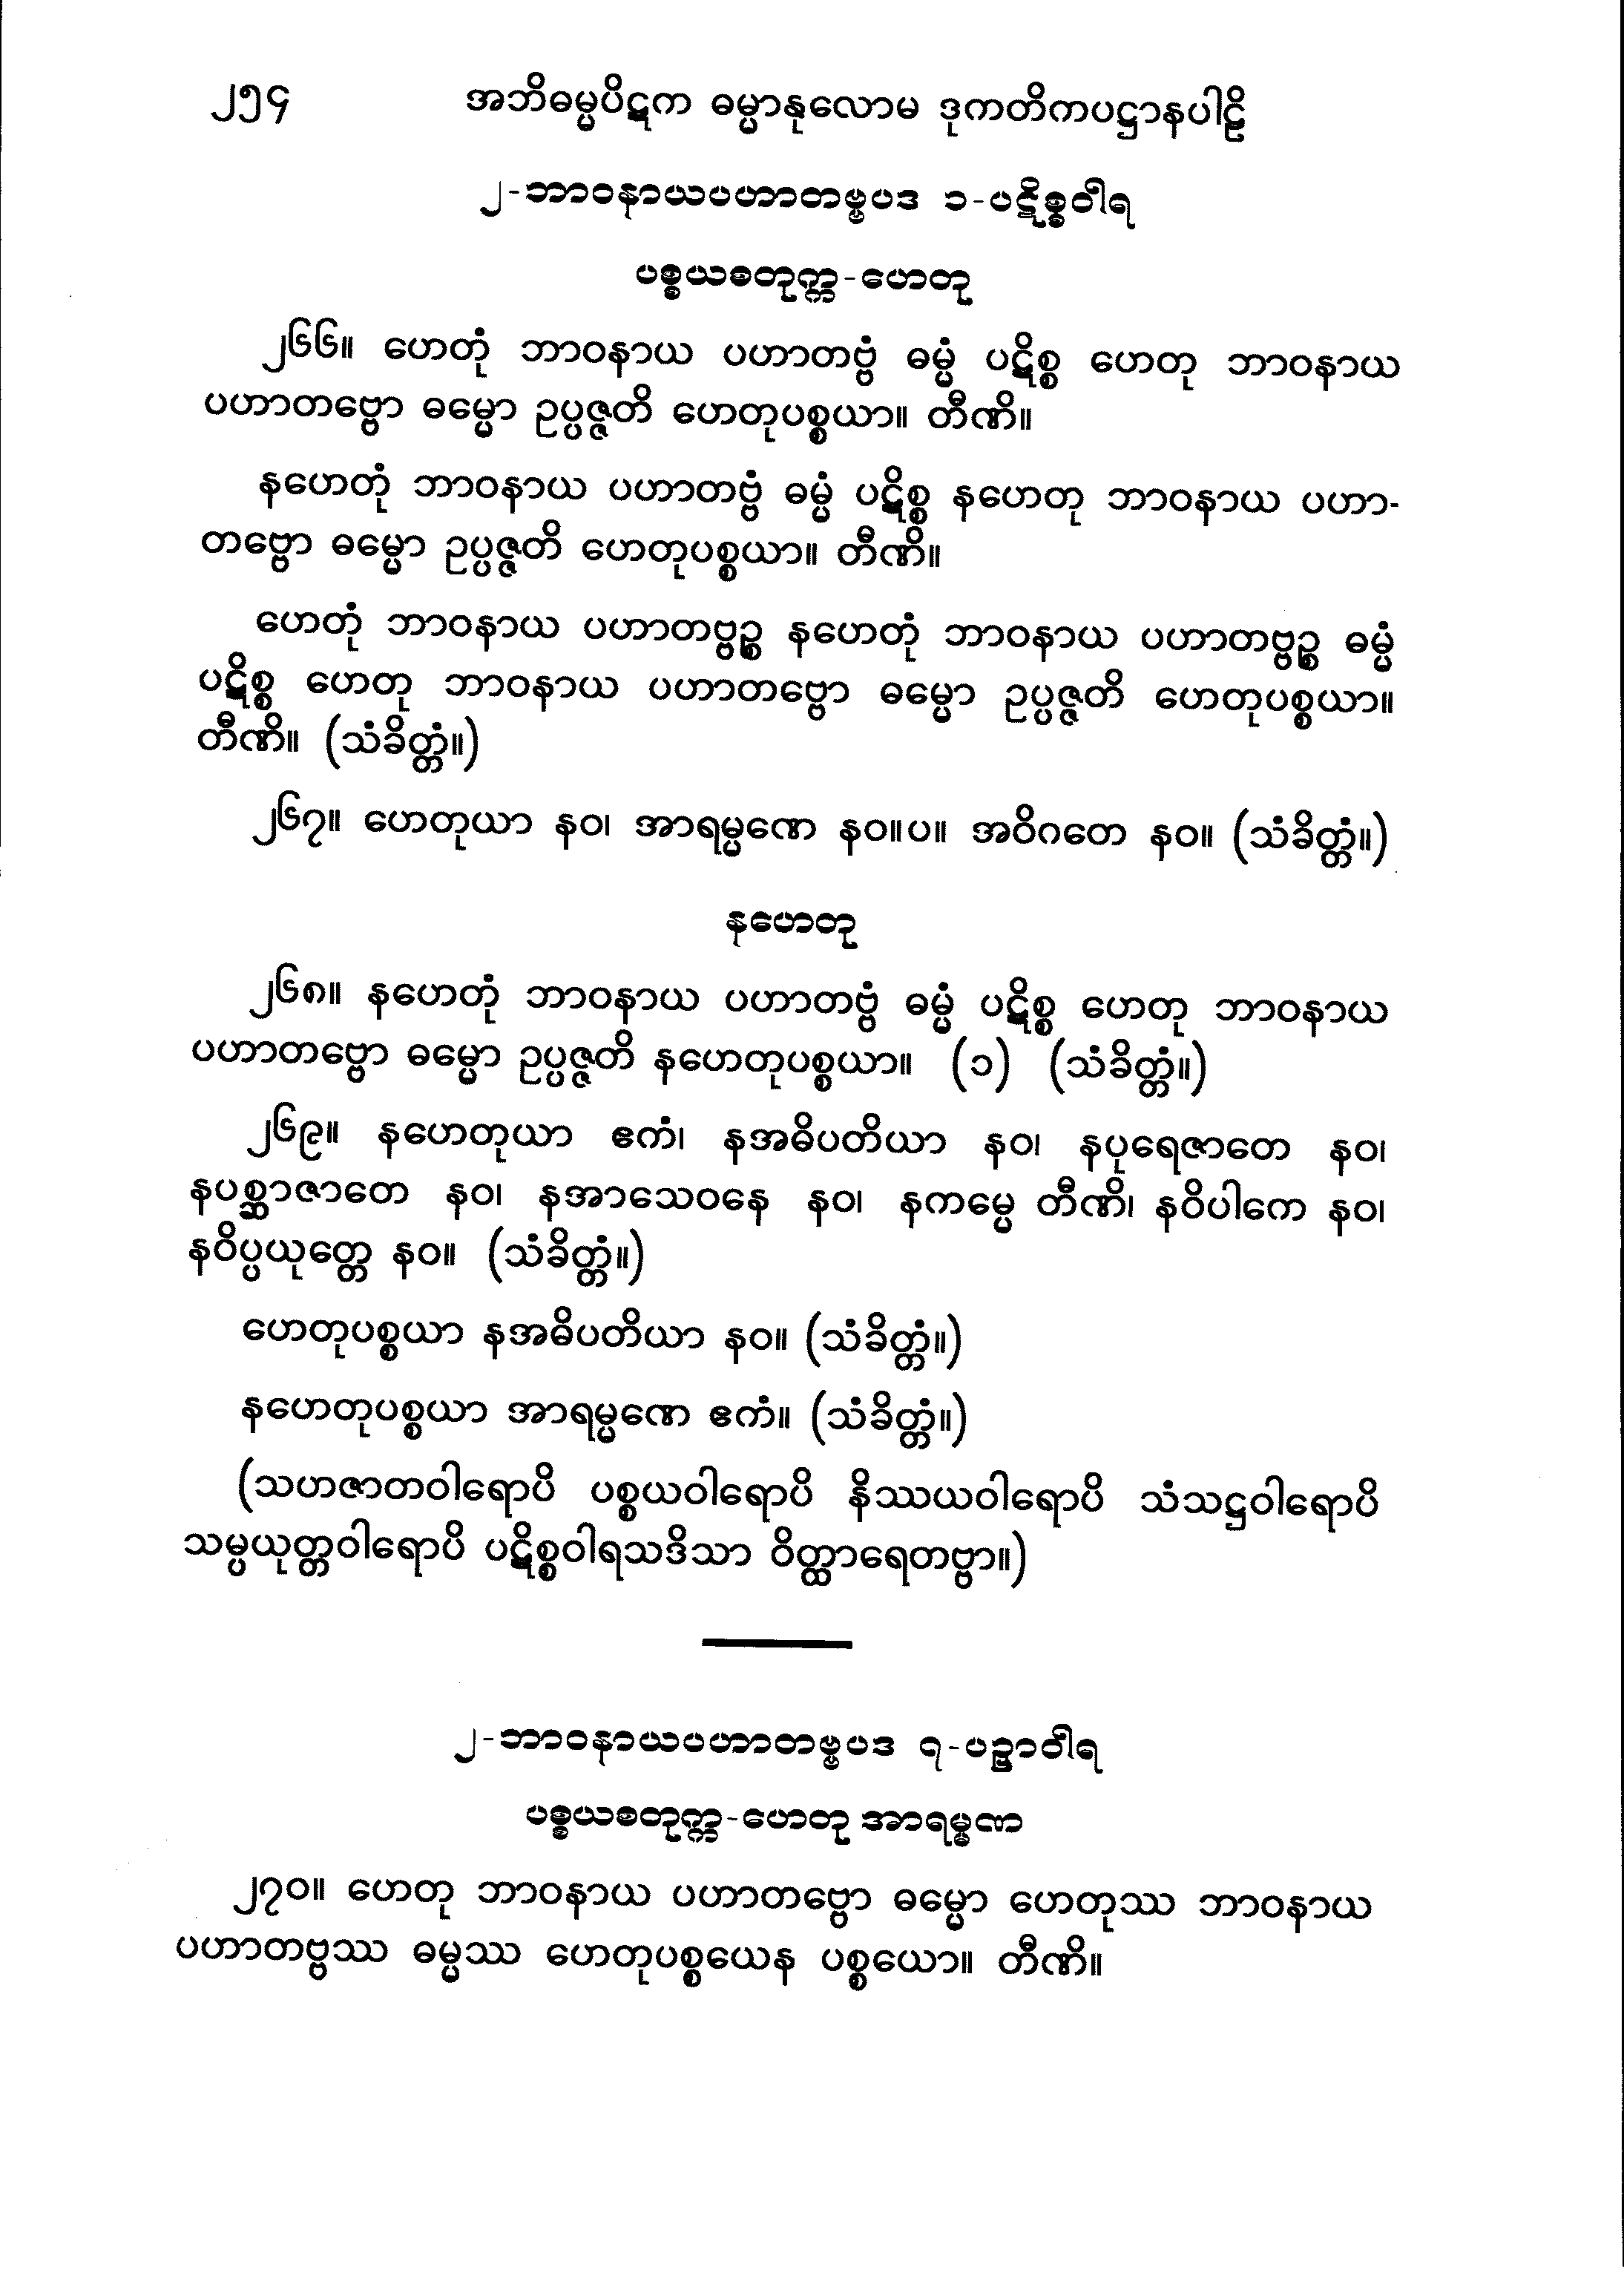 ၂၅၄ အဘိဓမ္မပိဋက ဓမ္မာနုလောမ ဒုကတိကပဋ္ဌာနပါဠိ
၂-ဘာဝနာယပဟာတဗ္ဗပဒ ၁-ပဋိစ္စဝါရ
ပစ္စယစတုက္က-ဟေတု
၂၆၆။ ဟေတုံ ဘာဝနာယ ပဟာတဗ္ဗံ ဓမ္မံ ပဋိစ္စ ဟေတု ဘာဝနာယ
ပဟာတဗ္ဗော ဓမ္မော ဥပ္ပဇ္ဇတိ ဟေတုပစ္စယာ။ တီဏိ။
နဟေတုံ ဘာဝနာယ ပဟာတဗ္ဗံ ဓမ္မံ ပဋိစ္စ နဟေတု ဘာဝနာယ ပဟာ-
တဗ္ဗော ဓမ္မော ဥပ္ပဇ္ဇတိ ဟေတုပစ္စယာ။ တီဏိ။
ဟေတုံ ဘာဝနာယ ပဟာတဗ္ဗဉ္စ နဟေတုံ ဘာဝနာယ ပဟာတဗ္ဗဉ္စ ဓမ္မံ
ပဋိစ္စ ဟေတု ဘာဝနာယ ပဟာတဗ္ဗော ဓမ္မော ဥပ္ပဇ္ဇတိ ဟေတုပစ္စယာ။
တီဏိ။ (သံခိတ္တံ။)
၂၆၇။ ဟေတုယာ နဝ၊ အာရမ္မဏေ နဝ။ပ။ အဝိဂတေ နဝ။ (သံခိတ္တံ။)
နဟေတု
၂၆၈။ နဟေတုံ ဘာဝနာယ ပဟာတဗ္ဗံ ဓမ္မံ ပဋိစ္စ ဟေတု ဘာဝနာယ
ပဟာတဗ္ဗော ဓမ္မော ဥပ္ပဇ္ဇတိ နဟေတုပစ္စယာ။ (၁) (သံခိတ္တံ။)
၂၆၉။ နဟေတုယာ ဧကံ၊ နအဓိပတိယာ နဝ၊ နပုရေဇာတေ နဝ၊
နပစ္ဆာဇာတေ နဝ၊ နအာသေဝနေ နဝ၊ နကမ္မေ တီဏိ၊ နဝိပါကေ နဝ၊
နဝိပ္ပယုတ္တေ နဝ။ (သံခိတ္တံ။)
ဟေတုပစ္စယာ နအဓိပတိယာ နဝ။ (သံခိတ္တံ။)
နဟေတုပစ္စယာ အာရမ္မဏေ ဧကံ။ (သံခိတ္တံ။)
(သဟဇာတဝါရောပိ ပစ္စယဝါရောပိ နိဿယဝါရောပိ သံသဋ္ဌဝါရောပိ
သမ္ပယုတ္တဝါရောပိ ပဋိစ္စဝါရသဒိသာ ဝိတ္ထာရေတဗ္ဗာ။)
၂-ဘာဝနာယပဟာတဗ္ဗပဒ ၇-ပဉှာဝါရ
ပစ္စယစတုက္က-ဟေတု အာရမ္မဏ
၂၇၀။ ဟေတု ဘာဝနာယ ပဟာတဗ္ဗော ဓမ္မော ဟေတုဿ ဘာဝနာယ
ပဟာတဗ္ဗဿ ဓမ္မဿ ဟေတုပစ္စယေန ပစ္စယော။ တီဏိ။